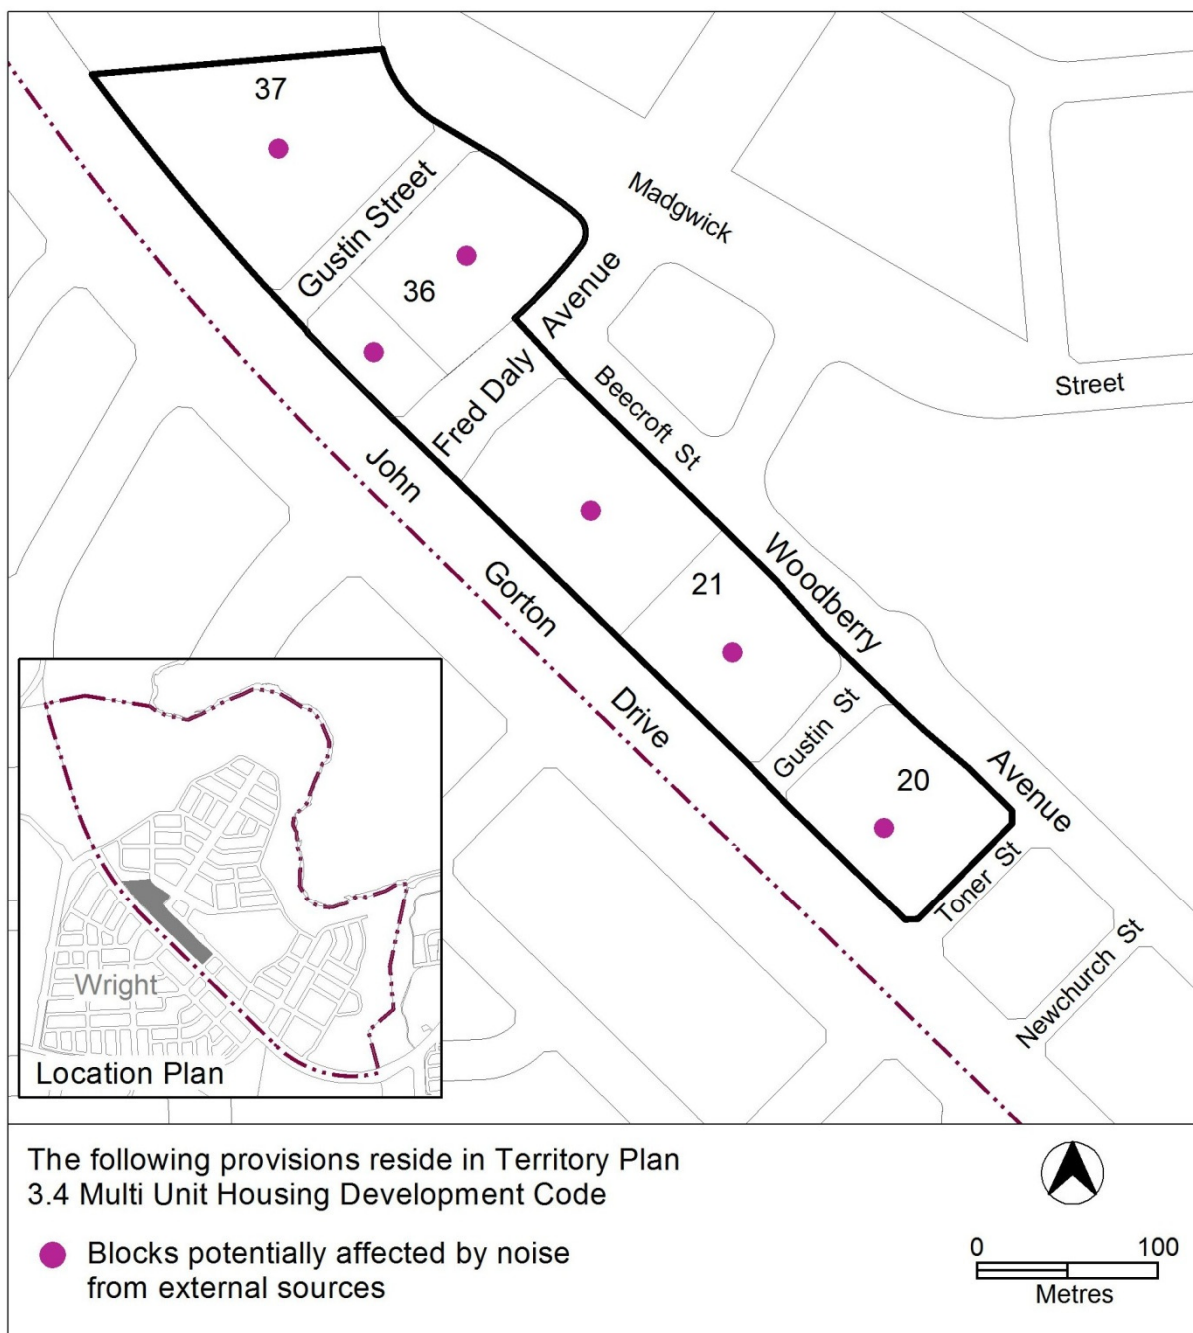 37
Gustin Street
Madgwick
36
Fred Daly Avenue
Beecroft St
Street
John Gorton Drive
21
Woodberry Avenue
Gustin St
20
Toner St
Newchurch St
Wright
Location Plan
The following provisions reside in Territory Plan
3.4 Multi Unit Housing Development Code
Blocks potentially affected by noise
from external sources
0 100
Metres